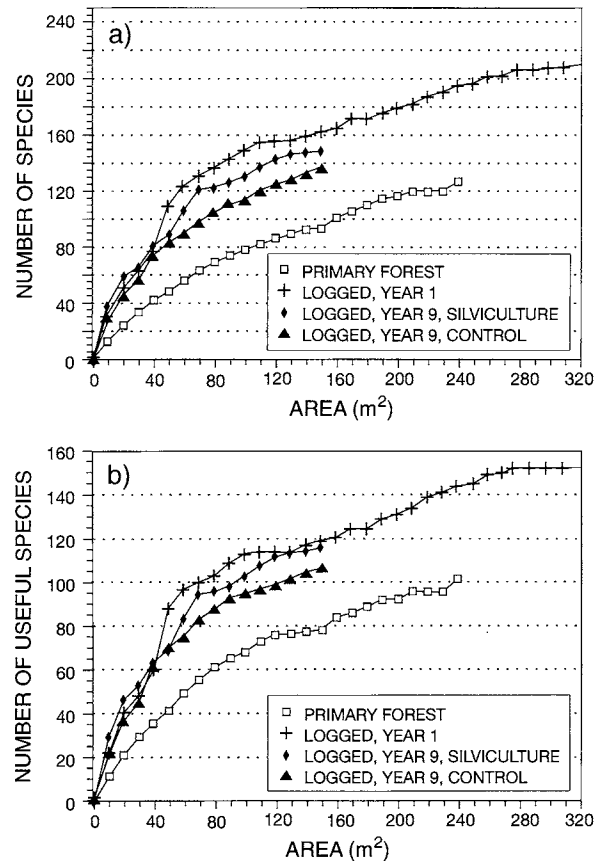 a)
NUMBER OF SPECIES
240
200
160
120
80
40
0
PRIMARY FOREST
LOGGED, YEAR 1
LOGGED, YEAR 9, SILVICULTURE
LOGGED, YEAR 9, CONTROL
0 40 80 120 160 200 240 280 320
AREA (m²)
b)
NUMBER OF USEFUL SPECIES
160
140
120
100
80
60
40
20
0
PRIMARY FOREST
LOGGED, YEAR 1
LOGGED, YEAR 9, SILVICULTURE
LOGGED, YEAR 9, CONTROL
0 40 80 120 160 200 240 280 320
AREA (m²)